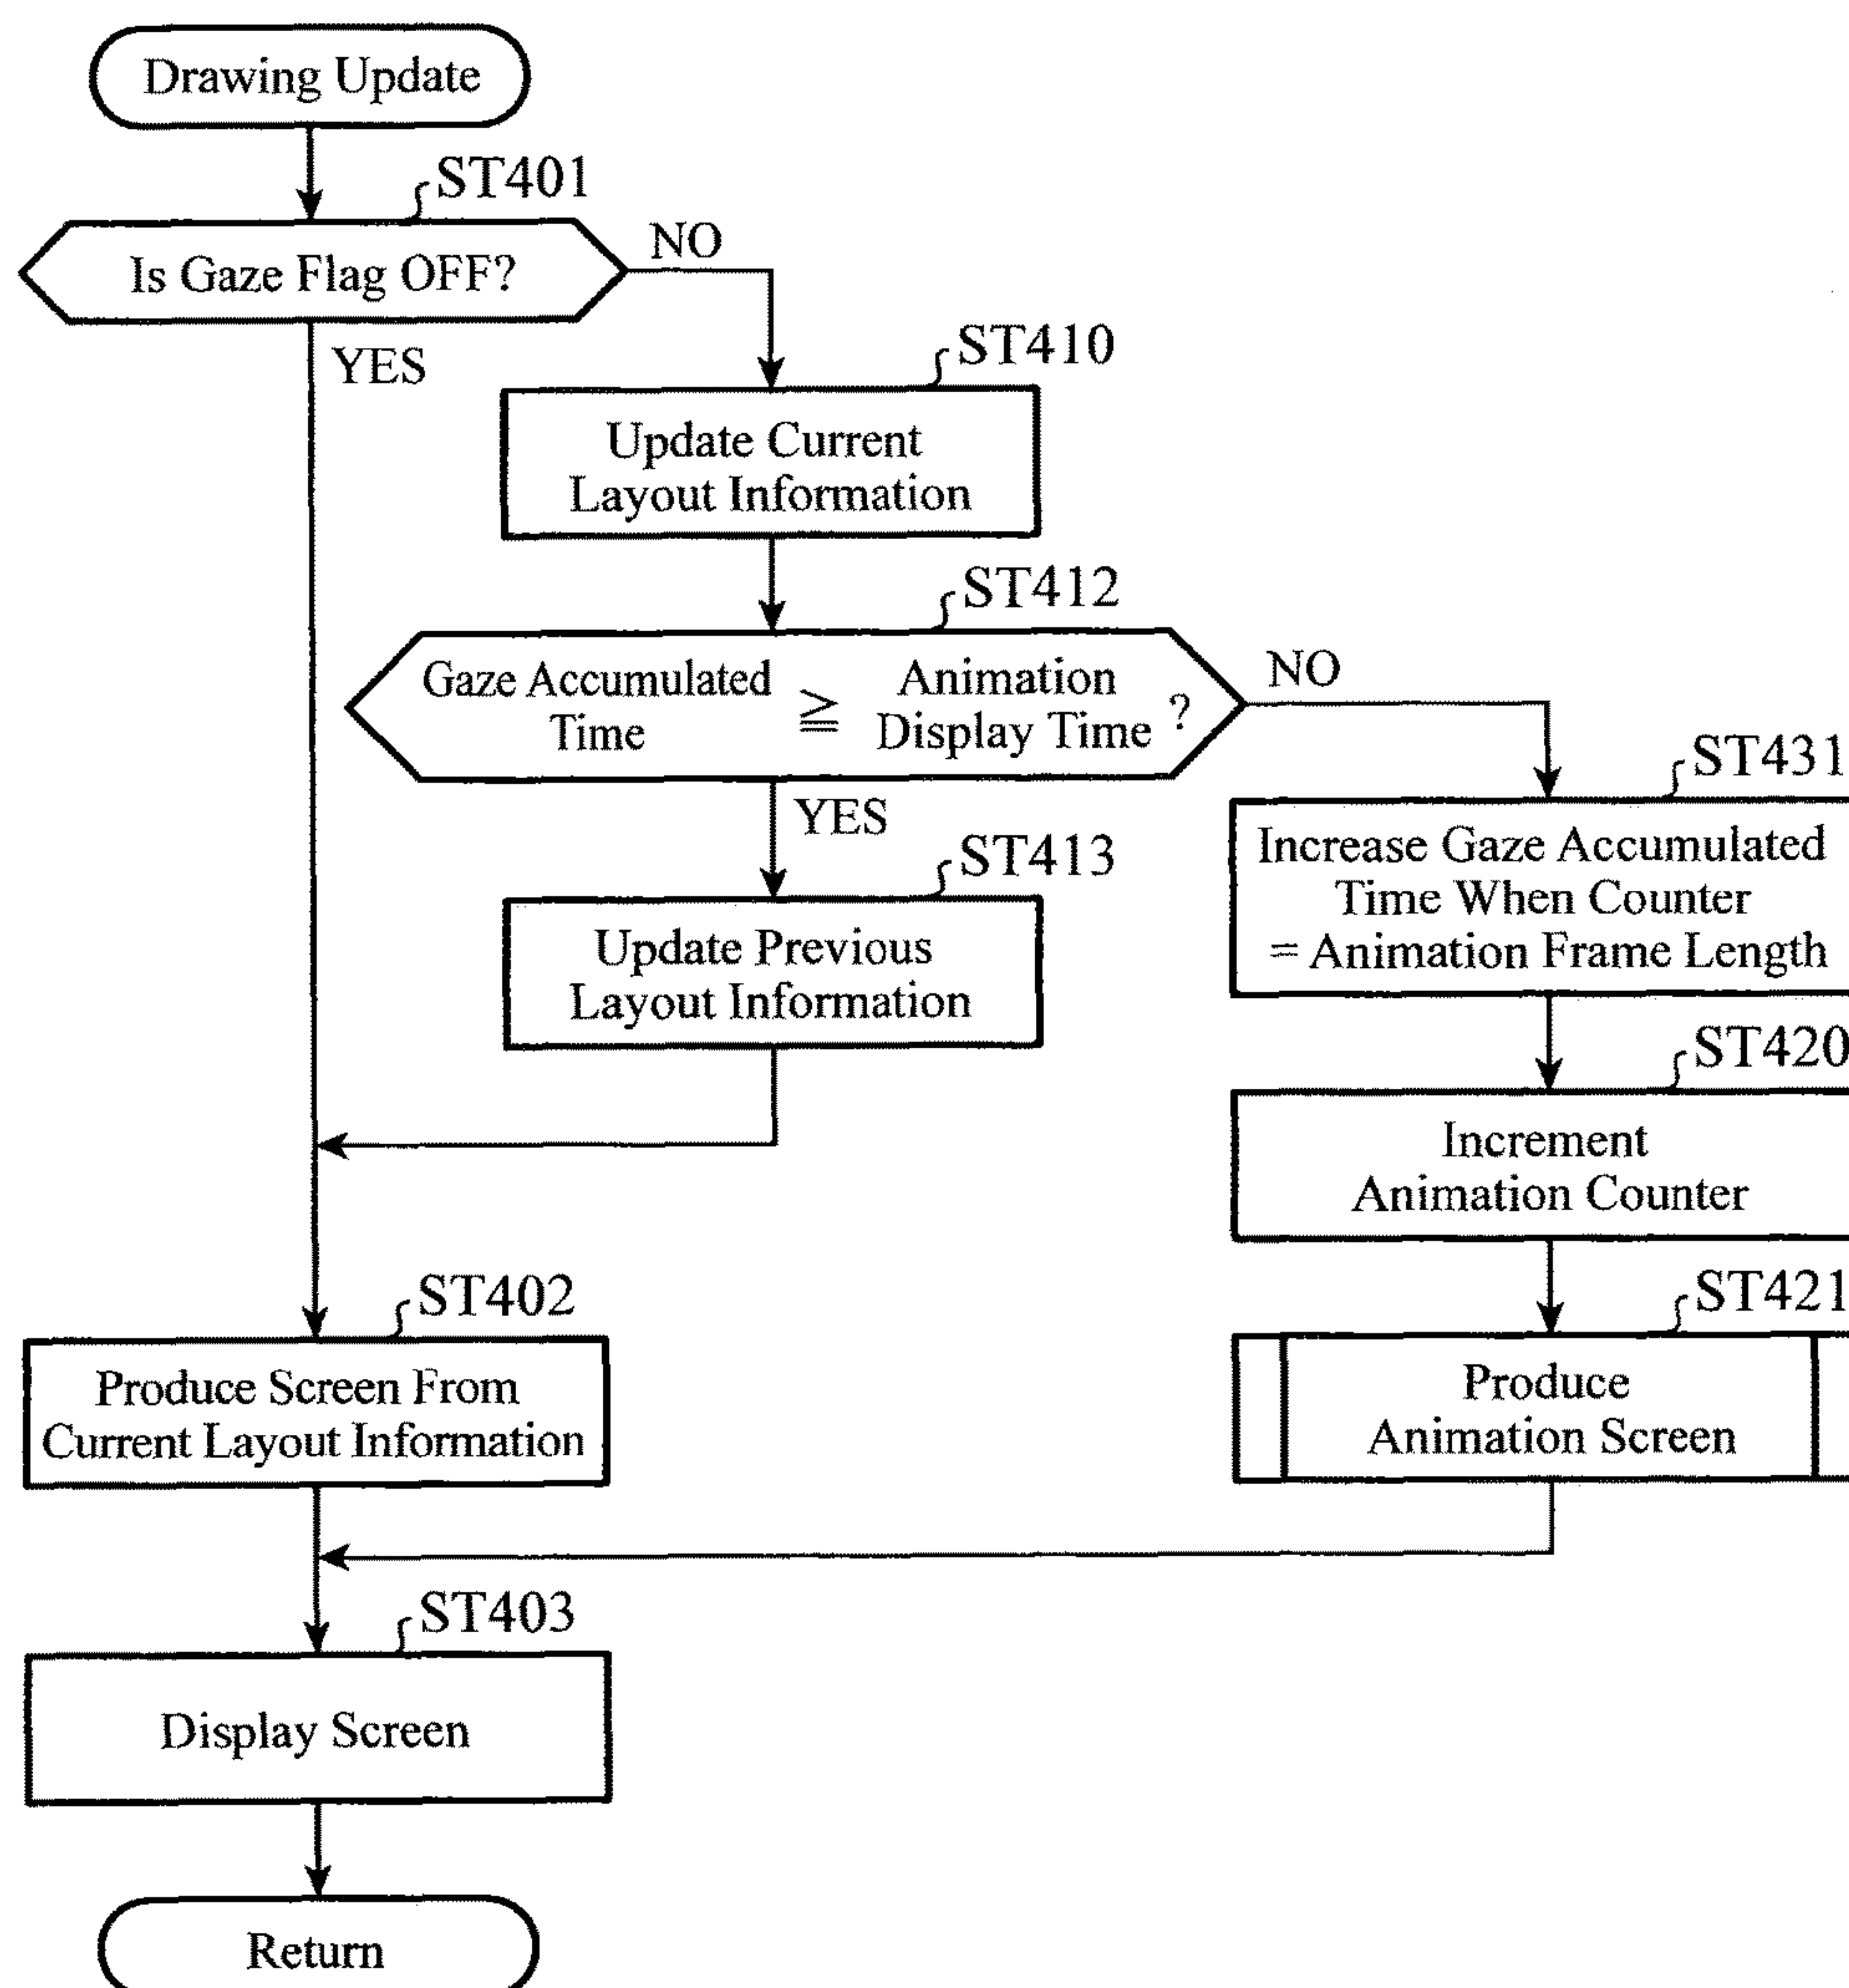 Drawing Update
ST401
Is Gaze Flag OFF?
NO
YES
ST410
Update Current
Layout Information
ST412
Gaze Accumulated
Time
≧
Animation
Display Time
?
NO
YES
ST431
Increase Gaze Accumulated
Time When Counter
= Animation Frame Length
ST413
Update Previous
Layout Information
ST420
Increment
Animation Counter
ST402
Produce Screen From
Current Layout Information
ST421
Produce
Animation Screen
ST403
Display Screen
Return